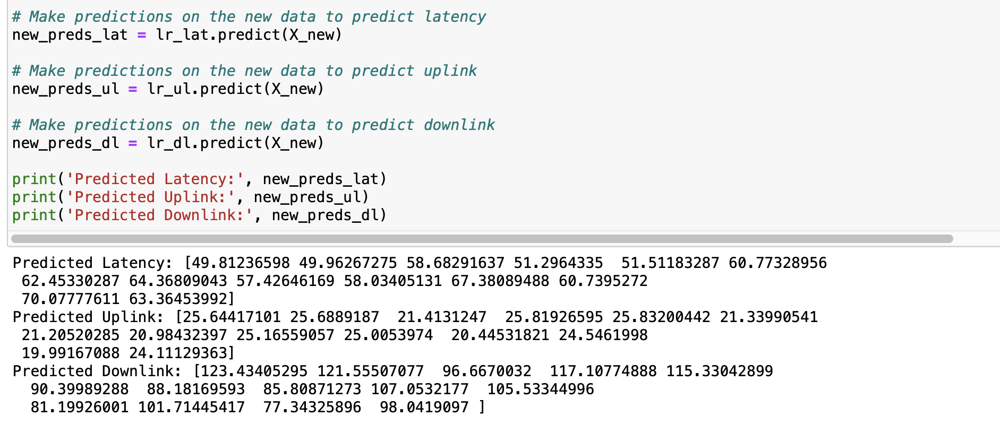 # Make predictions on the new data to predict latency
new_preds_lat = lr_lat.predict(X_new)
# Make predictions on the new data to predict uplink
new_preds_ul = lr_ul.predict(X_new)
# Make predictions on the new data to predict downlink
new_preds_dl = lr_dl.predict(X_new)
print('Predicted Latency:', new_preds_lat)
print('Predicted Uplink:', new_preds_ul)
print('Predicted Downlink:', new_preds_dl)
Predicted Latency: [49.81236598 49.96267275 58.68291637 51.2964335  51.51183287 60.77328956
 62.45330287 64.36809043 57.42646169 58.03405131 67.38089488 60.7395272
 70.07777611 63.36453992]
Predicted Uplink: [25.64417101 25.6889187  21.4131247  25.81926595 25.83200442 21.33990541
 21.20520285 20.98432397 25.16559057 25.0053974  20.44531821 24.5461998
 19.99167088 24.11129363]
Predicted Downlink: [123.43405295 121.55507077  96.6670032  117.10774888 115.33042899
  90.39989288  88.18169593  85.80871273 107.0532177  105.53344996
  81.19926001 101.71445417  77.34325896  98.0419097 ]